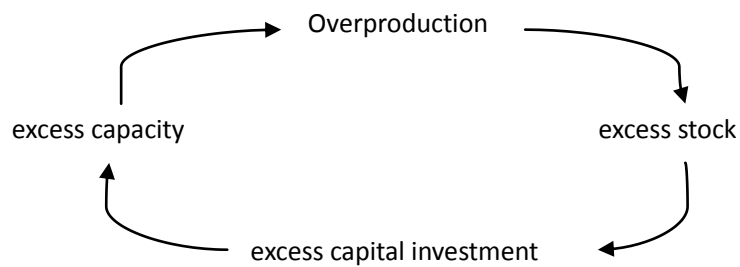 Overproduction
excess capacity
excess stock
excess capital investment